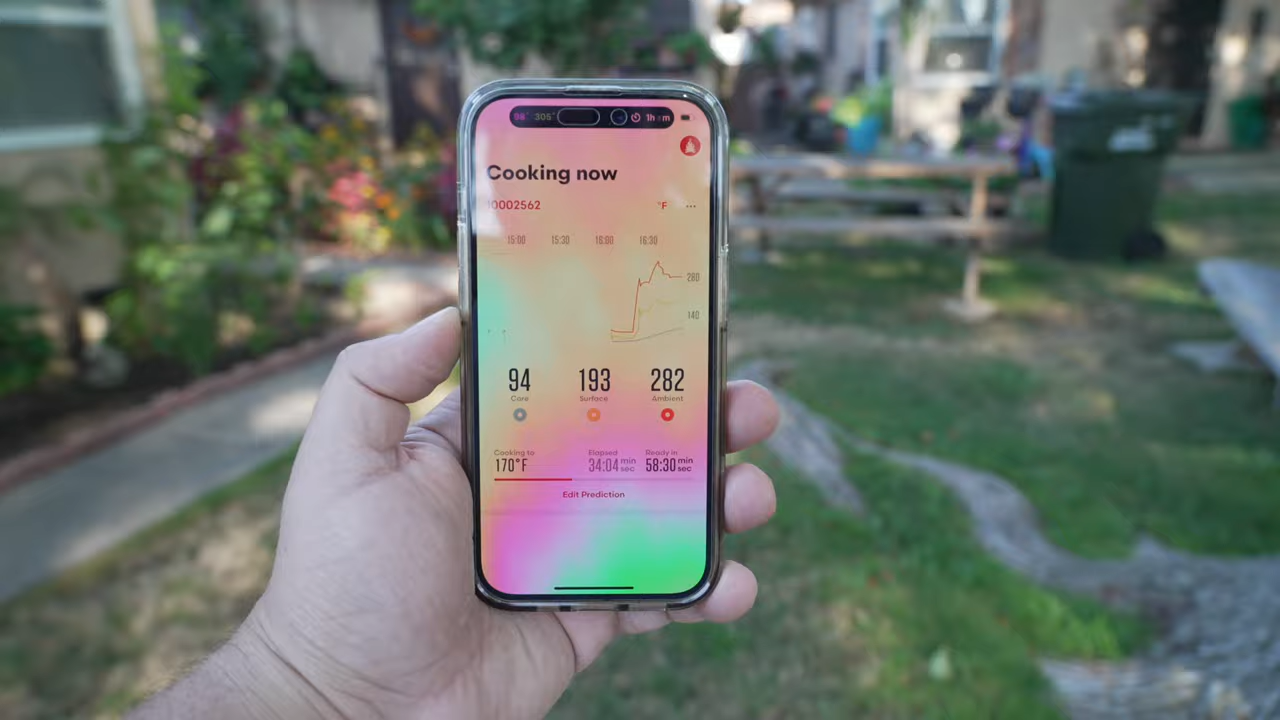 98° 305° 1h m
Cooking now
10002562 °F ...
15:00 15:30 16:00 16:30
280
140
94 193 282
Core Surface Ambient
Cooking to Elapsed Ready in
170°F 34:04 min sec 58:30 min sec
Edit Prediction